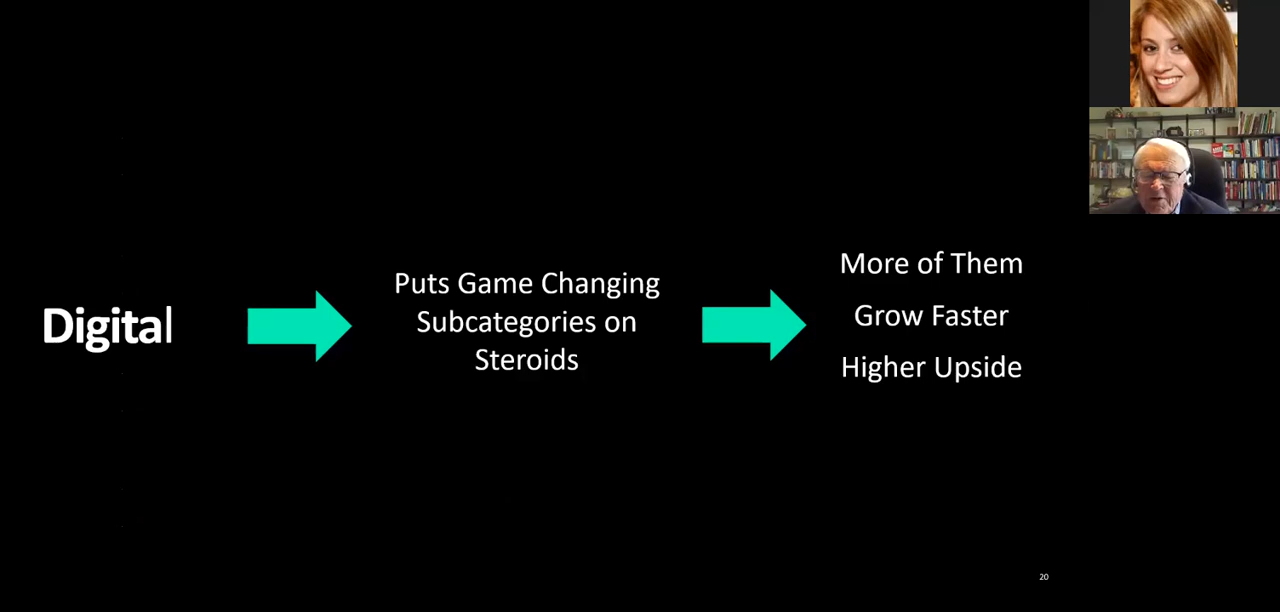 Digital
Puts Game Changing
Subcategories on
Steroids
More of Them
Grow Faster
Higher Upside
20